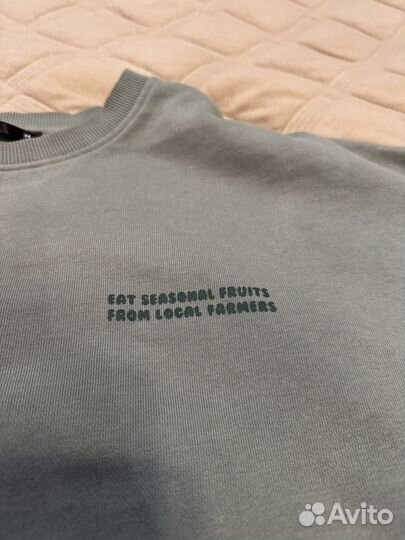 EAT SEASONAL FRUITS
FROM LOCAL FARMERS
Avito